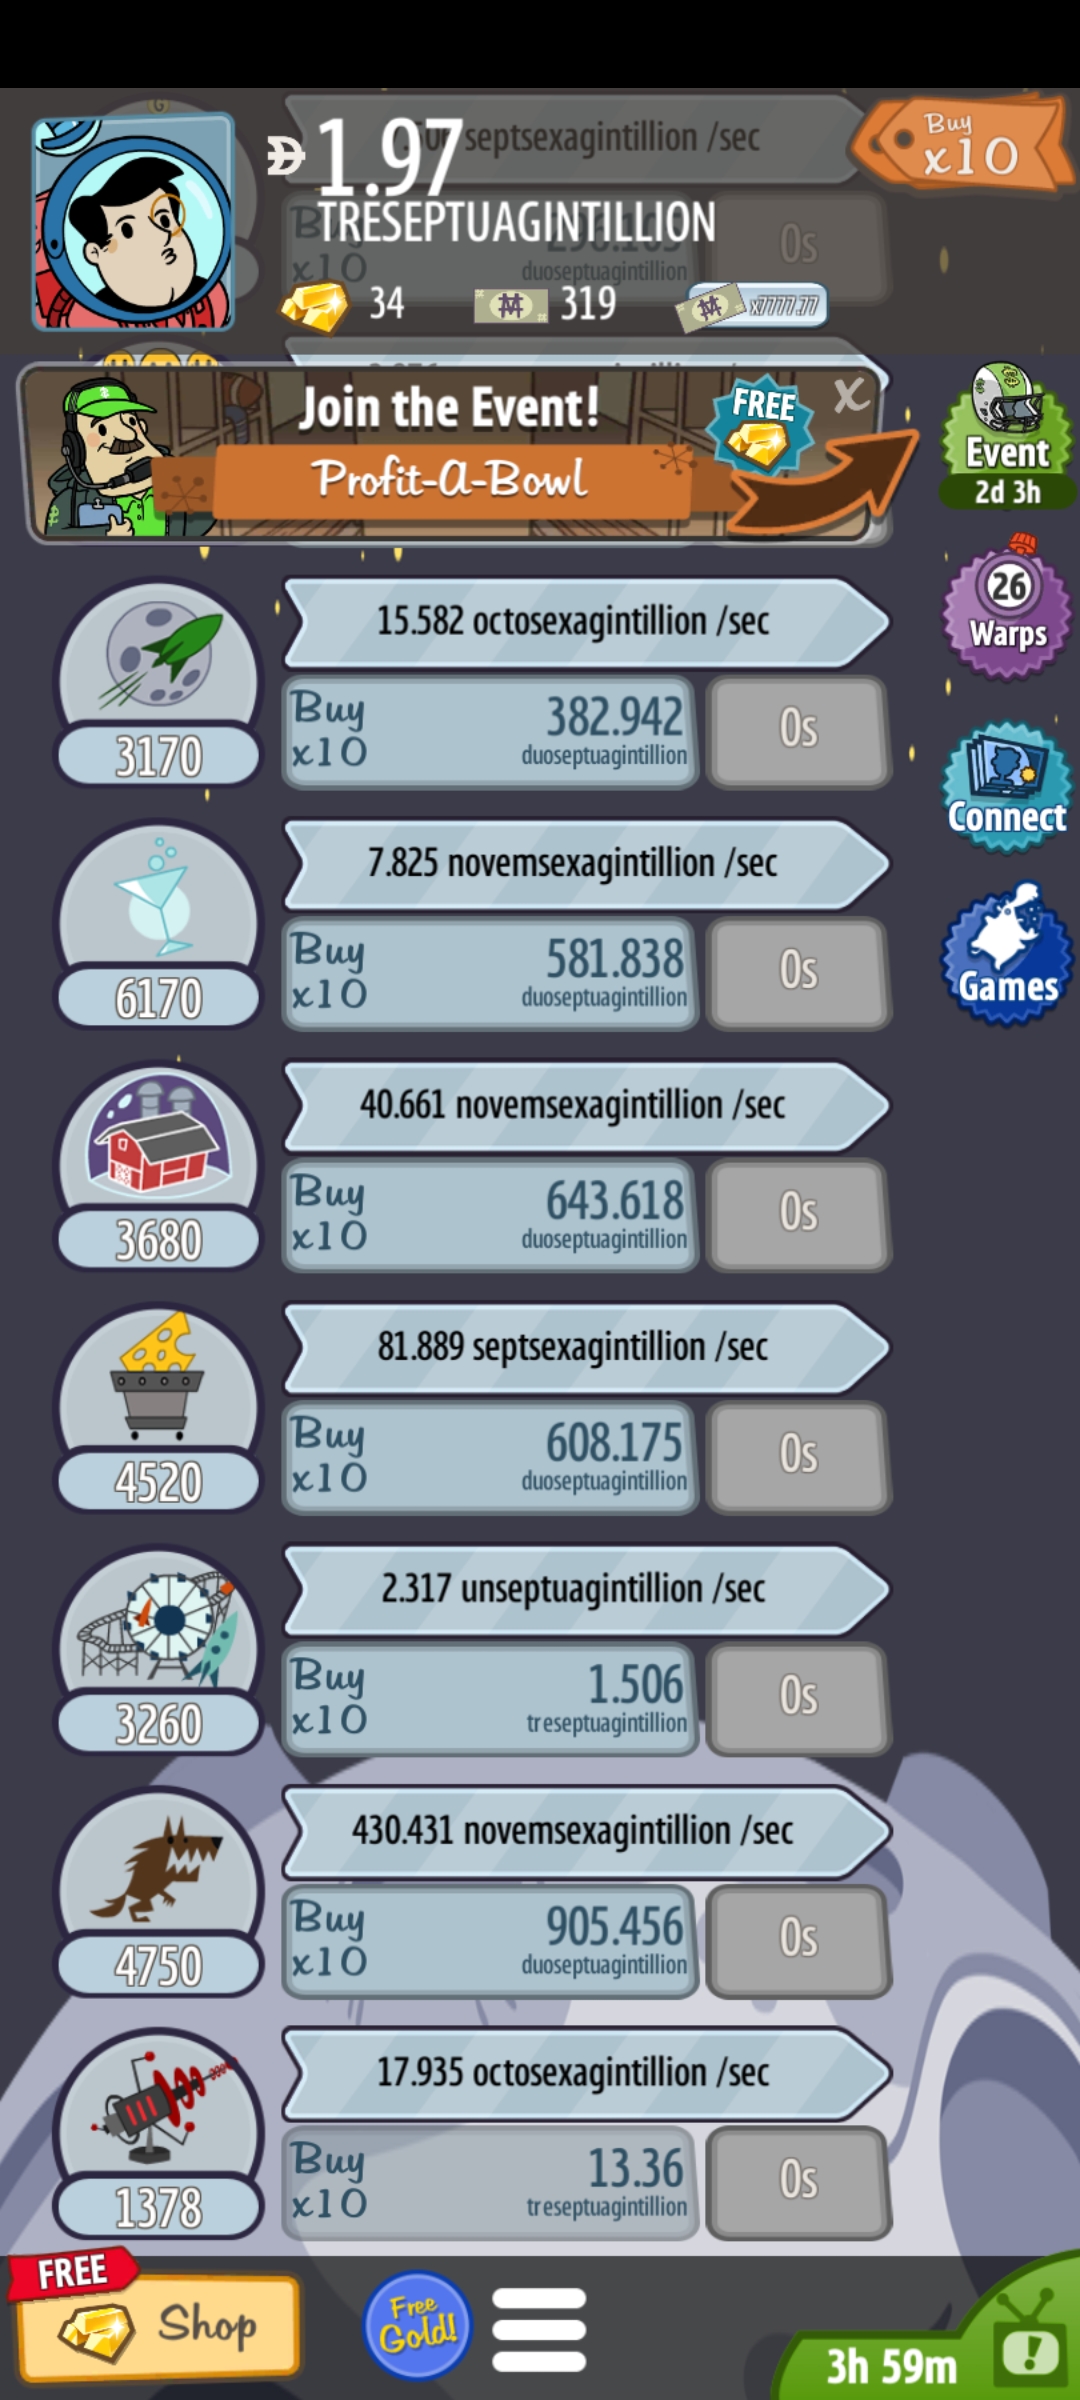 septsexagintillion /sec
1.97
TRESEPTUAGINTILLION
Buy
x10
Buy
x10
duoseptuagintillion
0s
34
319
x7777.77
Join the Event!
Profit-A-Bowl
FREE
X
Event
2d 3h
15.582 octosexagintillion /sec
Buy
x10
382.942
duoseptuagintillion
0s
3170
26
Warps
7.825 novemsexagintillion /sec
Buy
x10
581.838
duoseptuagintillion
0s
6170
Connect
Games
40.661 novemsexagintillion /sec
Buy
x10
643.618
duoseptuagintillion
0s
3680
81.889 septsexagintillion /sec
Buy
x10
608.175
duoseptuagintillion
0s
4520
2.317 unseptuagintillion /sec
Buy
x10
1.506
treseptuagintillion
0s
3260
430.431 novemsexagintillion /sec
Buy
x10
905.456
duoseptuagintillion
0s
4750
17.935 octosexagintillion /sec
Buy
x10
13.36
treseptuagintillion
0s
1378
FREE
Shop
Free
Gold!
3h 59m